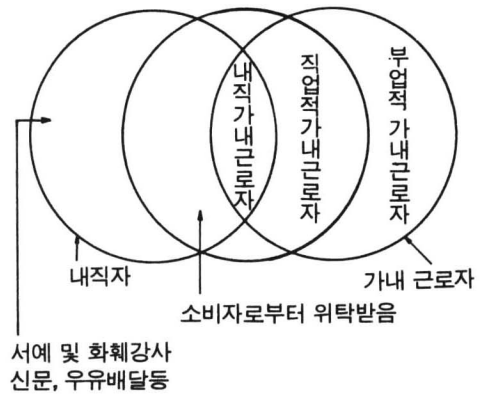 내직가내근로자
직업적가내근로자
부업적 가내근로자
내직자
가내 근로자
소비자로부터 위탁받음
서예 및 화훼강사
신문, 우유배달등